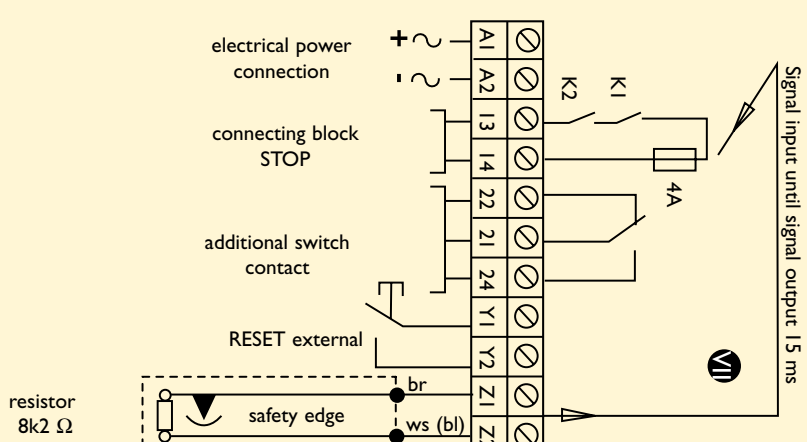 electrical power
connection
+
-
A1
A2
13
14
22
21
24
Y1
Y2
Z1
connecting block
STOP
additional switch
contact
RESET external
br
ws (bl)
safety edge
resistor
8k2 Ω
K2
K1
4A
Signal input until signal output 15 ms
VII